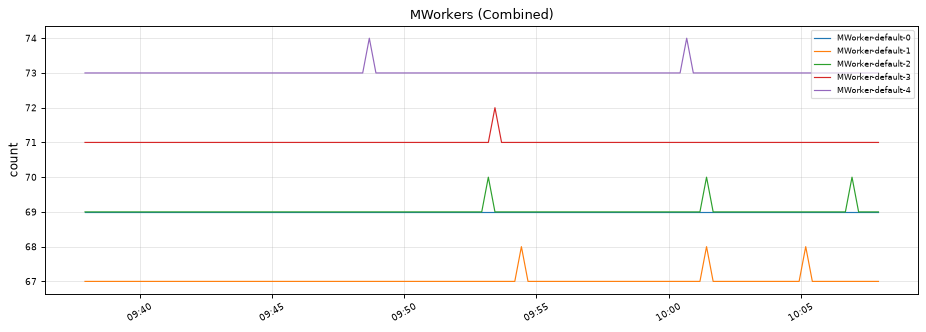 MWorkers (Combined)
count
74
73
72
71
70
69
68
67
09:40
09:45
09:50
09:55
10:00
10:05
MWorker-default-0
MWorker-default-1
MWorker-default-2
MWorker-default-3
MWorker-default-4